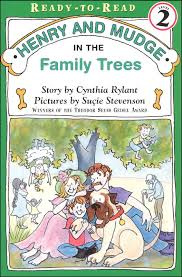 READY-TO-READ
LEVEL
2
HENRY AND MUDGE
IN THE
Family Trees
Story by Cynthia Rylant
Pictures by Suçie Stevenson
WINNERS OF THE THEODOR SEUSS GEISEL AWARD